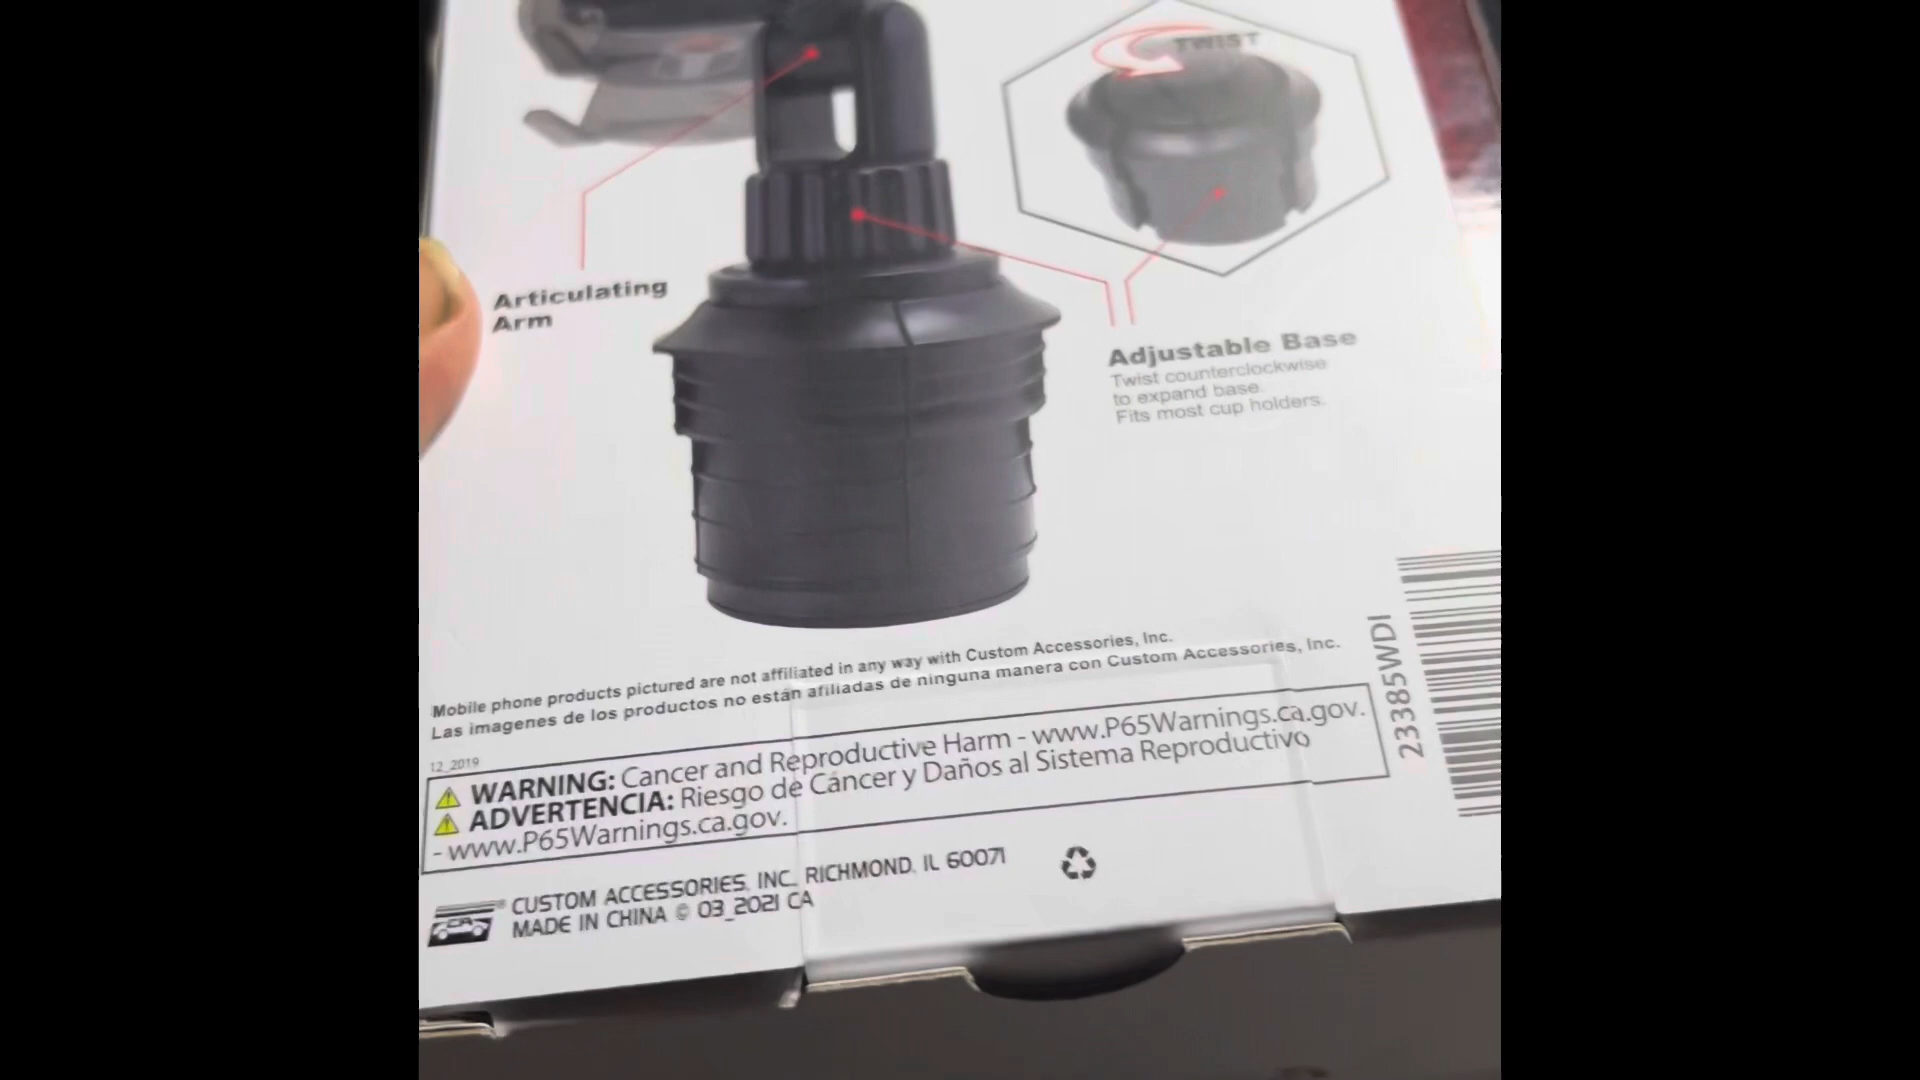 TWIST
Articulating
Arm
Adjustable Base
Twist counterclockwise
to expand base.
Fits most cup holders.
Mobile phone products pictured are not affiliated in any way with Custom Accessories, Inc.
Las imagenes de los productos no están afiliadas de ninguna manera con Custom Accessories, Inc.
12_2019
WARNING: Cancer and Reproductive Harm - www.P65Warnings.ca.gov.
ADVERTENCIA: Riesgo de Cáncer y Daños al Sistema Reproductivo
- www.P65Warnings.ca.gov.
CUSTOM ACCESSORIES, INC. RICHMOND, IL 60071
MADE IN CHINA © 03_2021 CA
23385WDI